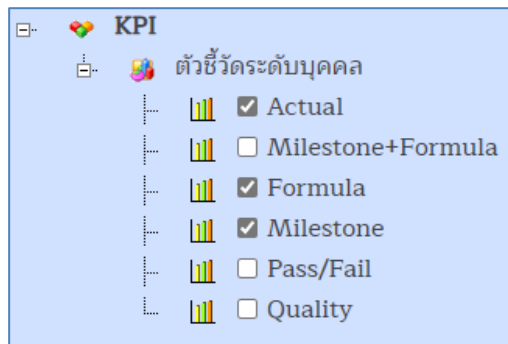 KPI
ตัวชี้วัดระดับบุคคล
Actual
Milestone+Formula
Formula
Milestone
Pass/Fail
Quality